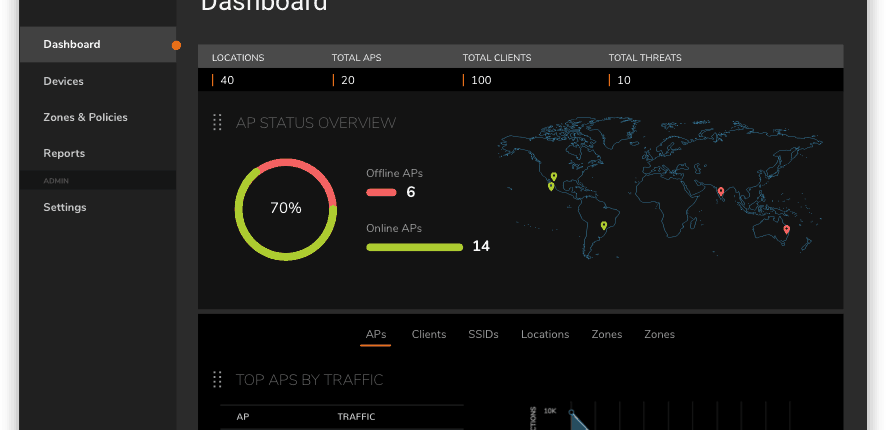 Dashboard
Dashboard
Devices
Zones & Policies
Reports
ADMIN
Settings
LOCATIONS TOTAL APS TOTAL CLIENTS TOTAL THREATS
40 20 100 10
AP STATUS OVERVIEW
70%
Offline APs
6
Online APs
14
APs Clients SSIDs Locations Zones Zones
TOP APS BY TRAFFIC
AP TRAFFIC
10K